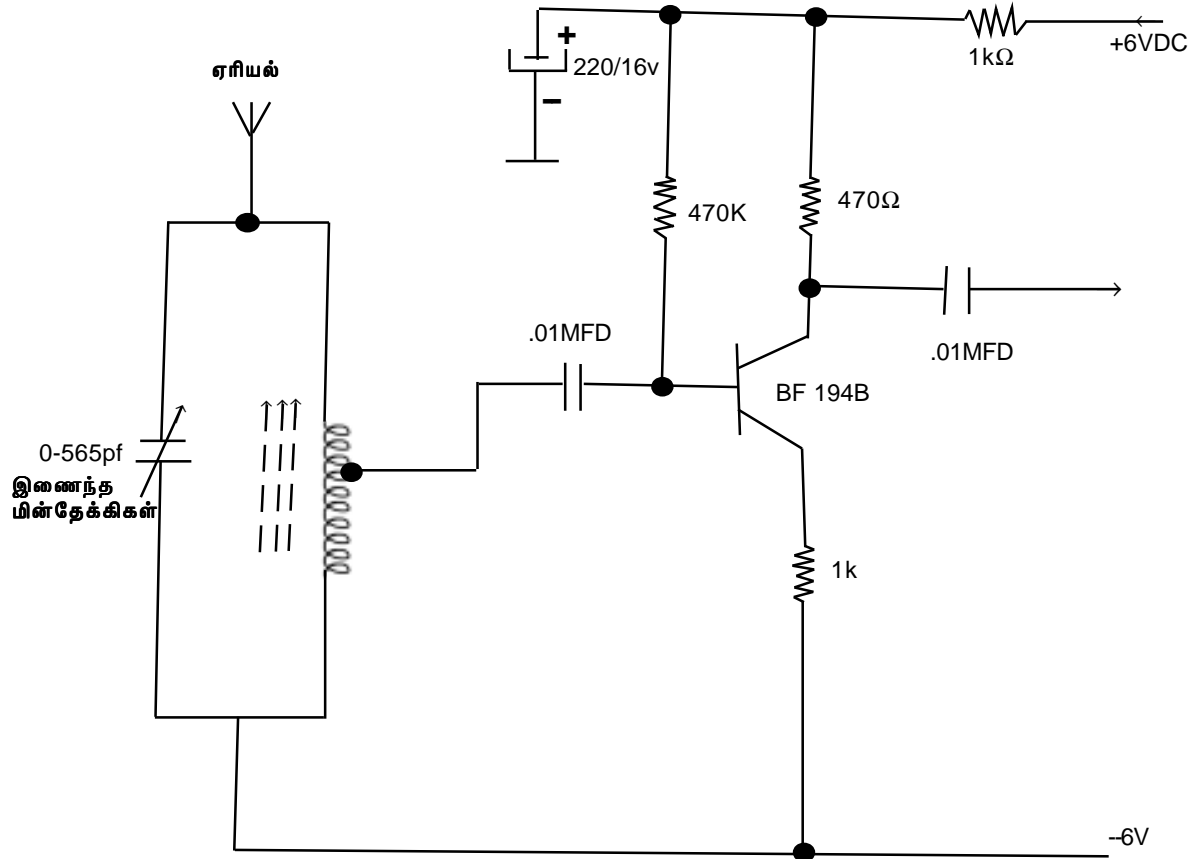 +6VDC
1kΩ
+
220/16v
−
ஏரியல்
470K
470Ω
.01MFD
.01MFD
BF 194B
0-565pf
இணைந்த
மின்தேக்கிகள்
1k
--6V